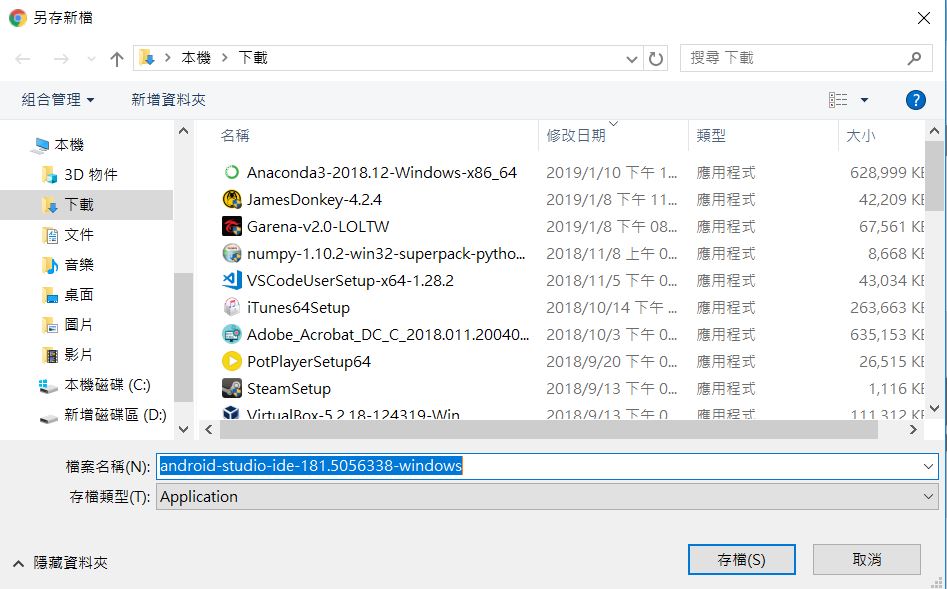 另存新檔
本機 下載
搜尋 下載
組合管理 新增資料夾
本機
3D 物件
下載
文件
音樂
桌面
圖片
影片
本機磁碟 (C:)
新增磁碟區 (D:)
名稱 修改日期 類型 大小
Anaconda3-2018.12-Windows-x86_64 2019/1/10 下午 1... 應用程式 628,999 KB
JamesDonkey-4.2.4 2019/1/8 下午 11... 應用程式 42,209 KB
Garena-v2.0-LOLTW 2019/1/8 下午 08... 應用程式 67,561 KB
numpy-1.10.2-win32-superpack-pytho... 2018/11/8 上午 0... 應用程式 8,668 KB
VSCodeUserSetup-x64-1.28.2 2018/11/5 下午 0... 應用程式 43,034 KB
iTunes64Setup 2018/10/14 下午 ... 應用程式 263,663 KB
Adobe_Acrobat_DC_C_2018.011.20040... 2018/10/3 下午 0... 應用程式 635,153 KB
PotPlayerSetup64 2018/9/20 下午 0... 應用程式 26,515 KB
SteamSetup 2018/9/13 下午 0... 應用程式 1,116 KB
VirtualBox-5.2.18-124319-Win 2018/9/13 下午 0... 應用程式 111,312 KB
檔案名稱(N): android-studio-ide-181.5056338-windows
存檔類型(T): Application
隱藏資料夾 存檔(S) 取消